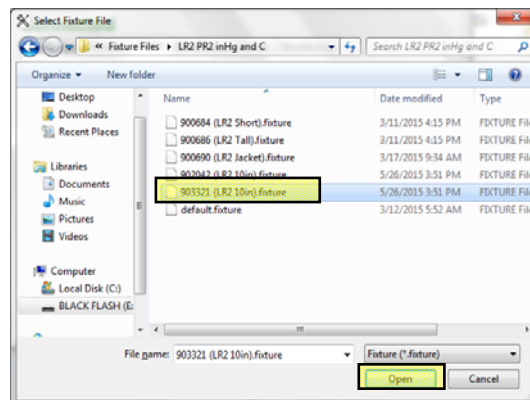 Select Fixture File
« Fixture Files ▸ LR2 PR2 inHg and C
Search LR2 PR2 inHg and C
Organize ▾ New folder
Name Date modified Type
900684 (LR2 Short).fixture 3/11/2015 4:15 PM FIXTURE File
900686 (LR2 Tall).fixture 3/11/2015 4:15 PM FIXTURE File
900690 (LR2 Jacket).fixture 3/17/2015 9:34 AM FIXTURE File
902042 (LR2 10in).fixture 5/26/2015 3:51 PM FIXTURE File
903321 (LR2 10in).fixture 5/26/2015 3:51 PM FIXTURE File
default.fixture 3/12/2015 5:52 AM FIXTURE File
Desktop
Downloads
Recent Places
Libraries
Documents
Music
Pictures
Videos
Computer
Local Disk (C:)
BLACK FLASH (E:
File name: 903321 (LR2 10in).fixture
Fixture (*.fixture)
Open Cancel